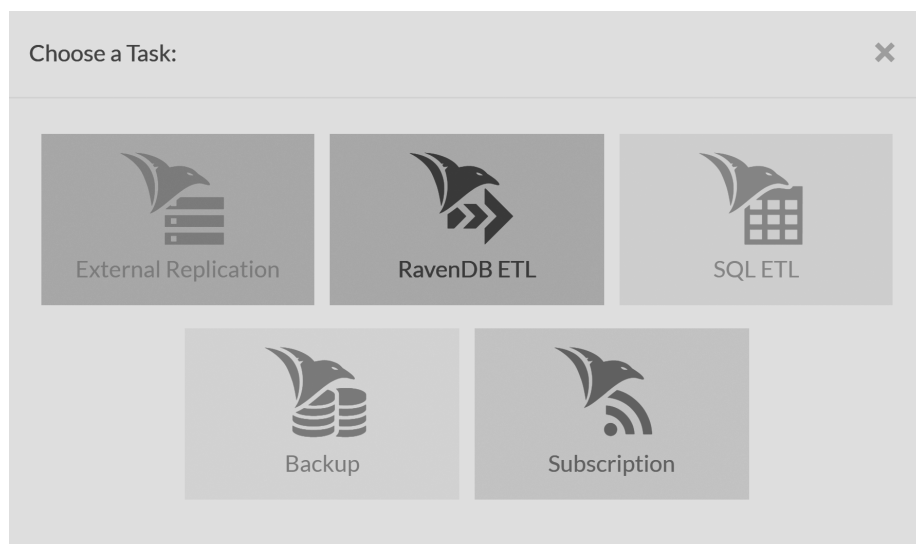 Choose a Task:
External Replication
RavenDB ETL
SQL ETL
Backup
Subscription